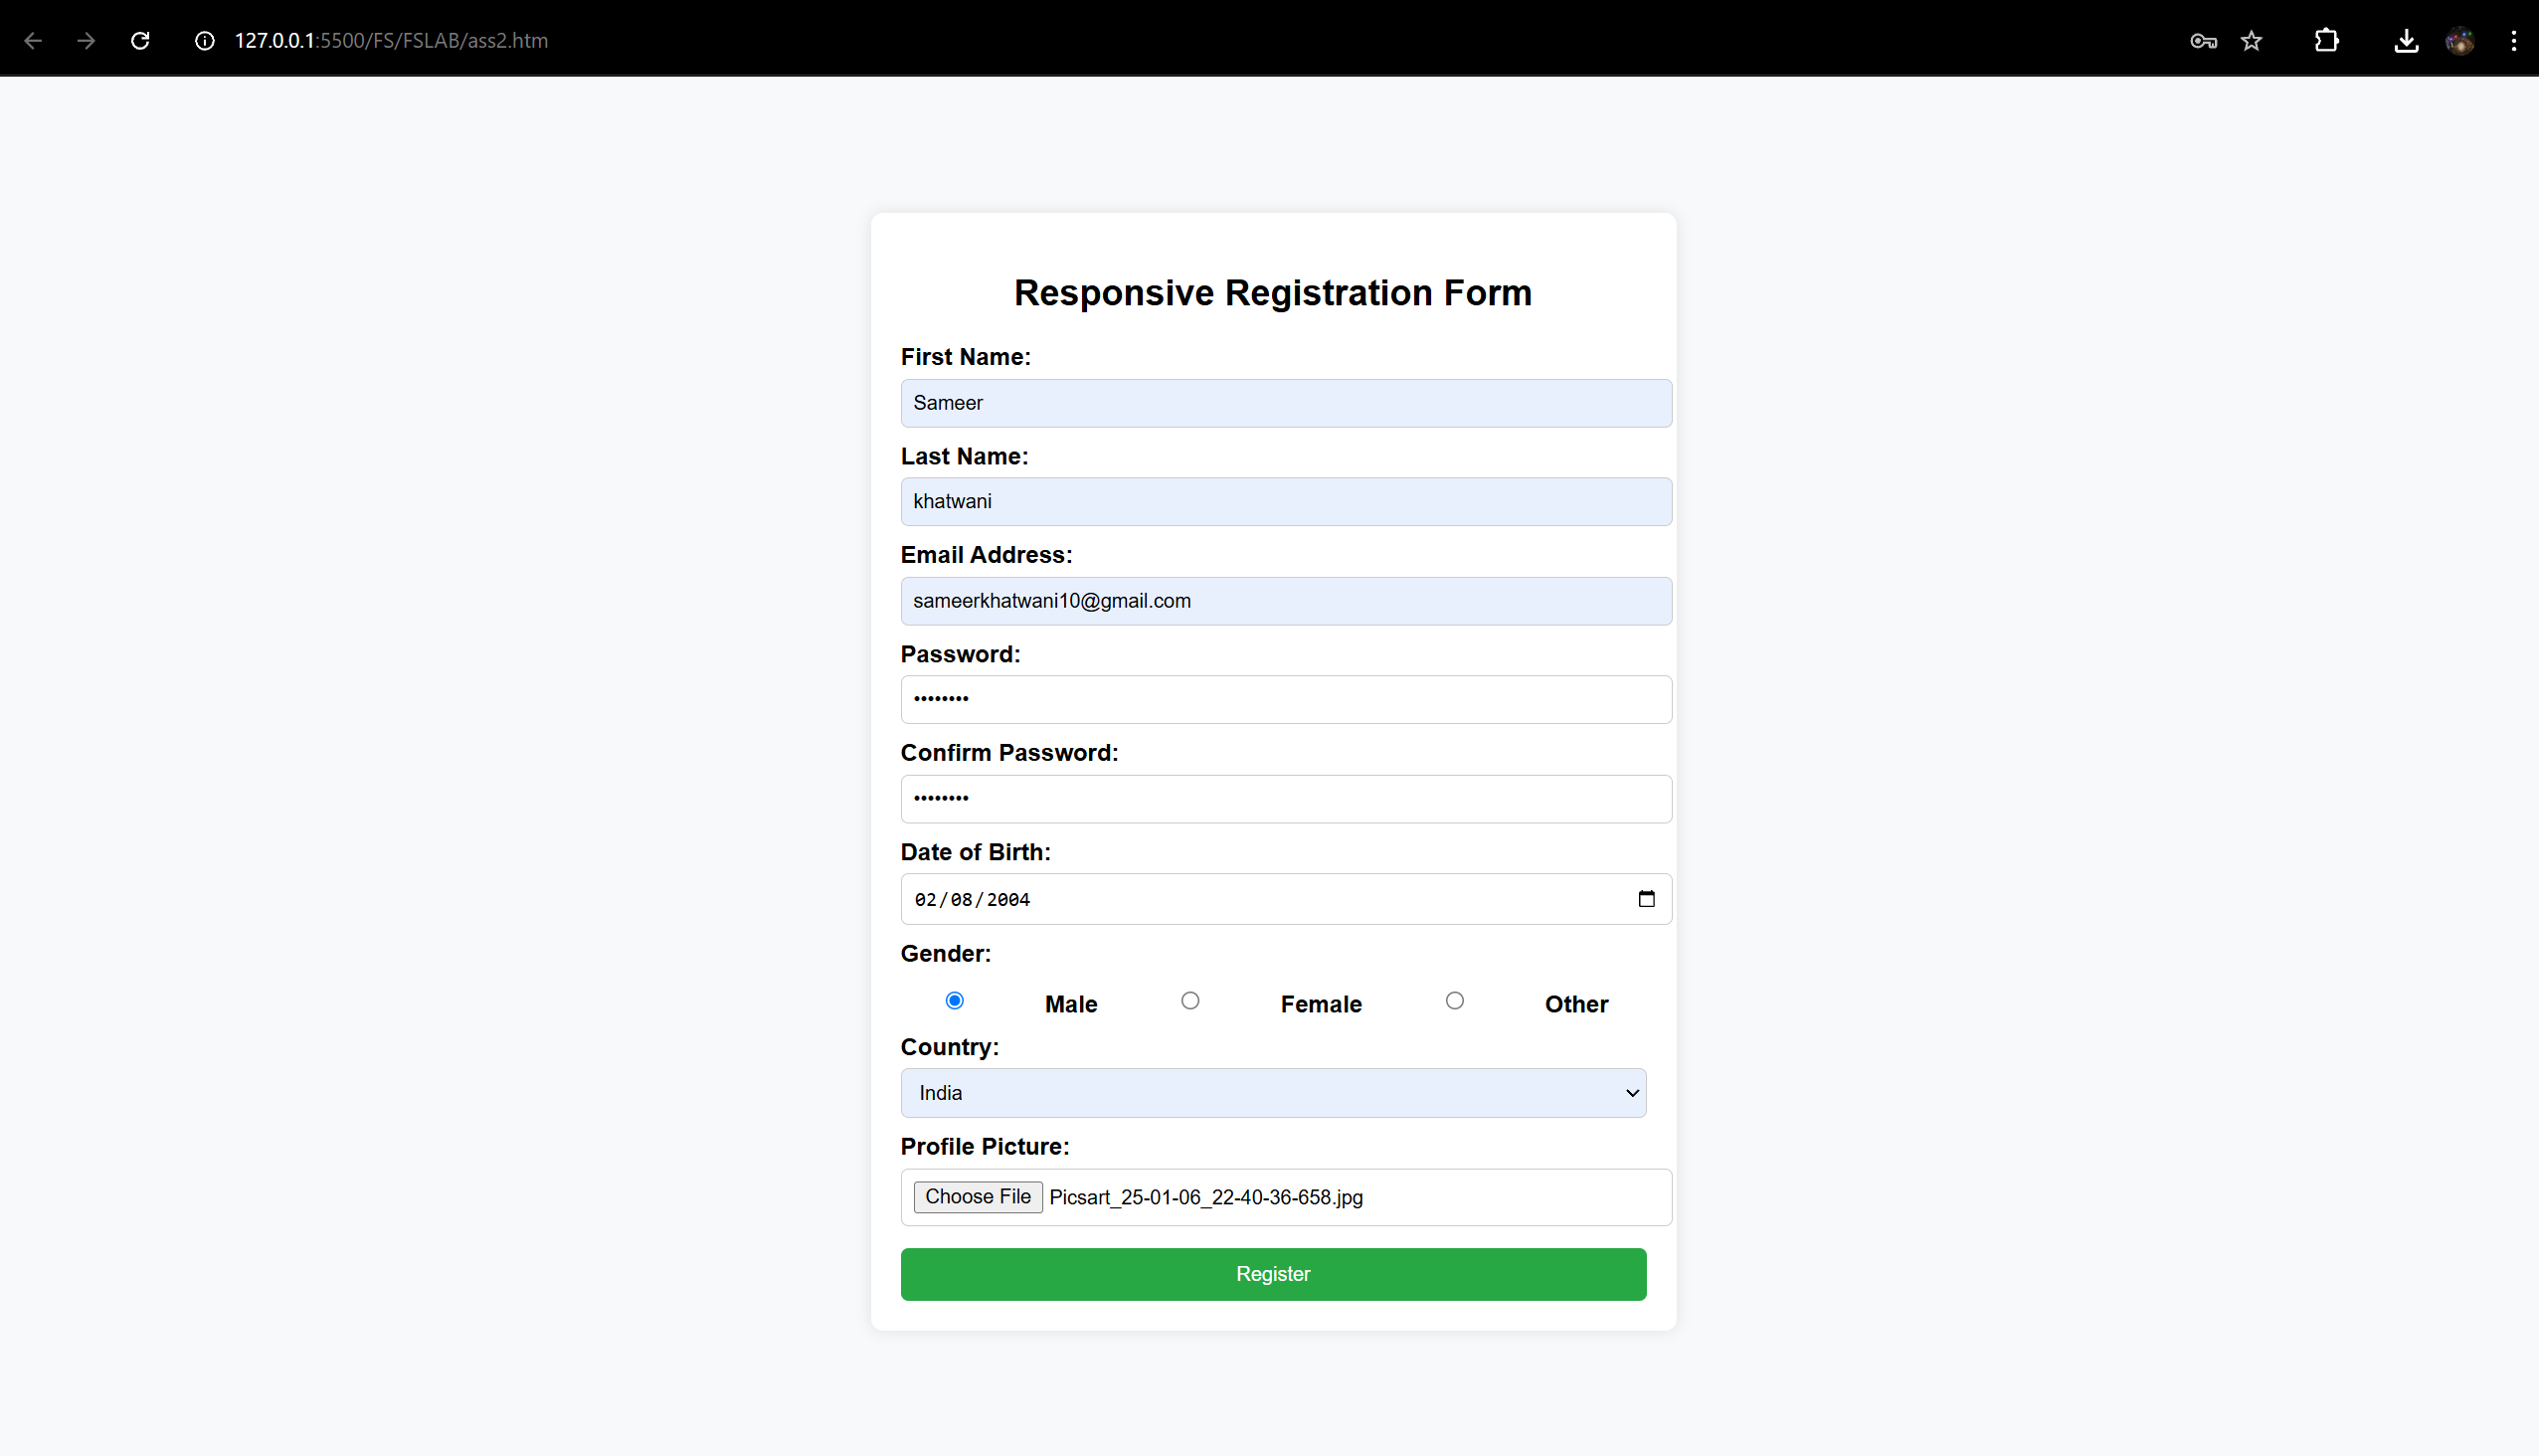 127.0.0.1:5500/FS/FSLAB/ass2.htm
Responsive Registration Form
First Name:
Sameer
Last Name:
khatwani
Email Address:
sameerkhatwani10@gmail.com
Password:
••••••••
Confirm Password:
••••••••
Date of Birth:
02/08/2004
Gender:
Male Female Other
Country:
India
Profile Picture:
Choose File Picsart_25-01-06_22-40-36-658.jpg
Register